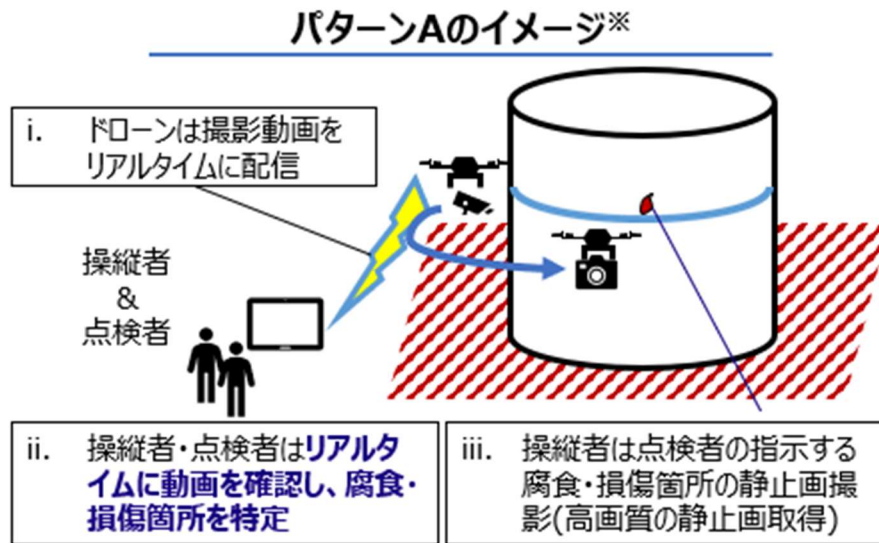 パターンAのイメージ※
i. ドローンは撮影動画を
リアルタイムに配信
操縦者
&
点検者
ii. 操縦者・点検者はリアルタ
イムに動画を確認し、腐食・
損傷箇所を特定
iii. 操縦者は点検者の指示する
腐食・損傷箇所の静止画撮
影(高画質の静止画取得)